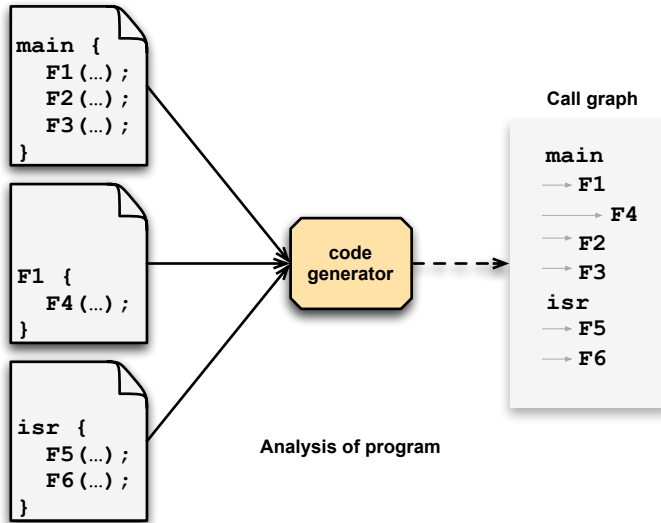 main {
F1(…);
F2(…);
F3(…);
}
F1 {
F4(…);
}
isr {
F5(…);
F6(…);
}
code
generator
Analysis of program
Call graph
main
F1
F4
F2
F3
isr
F5
F6